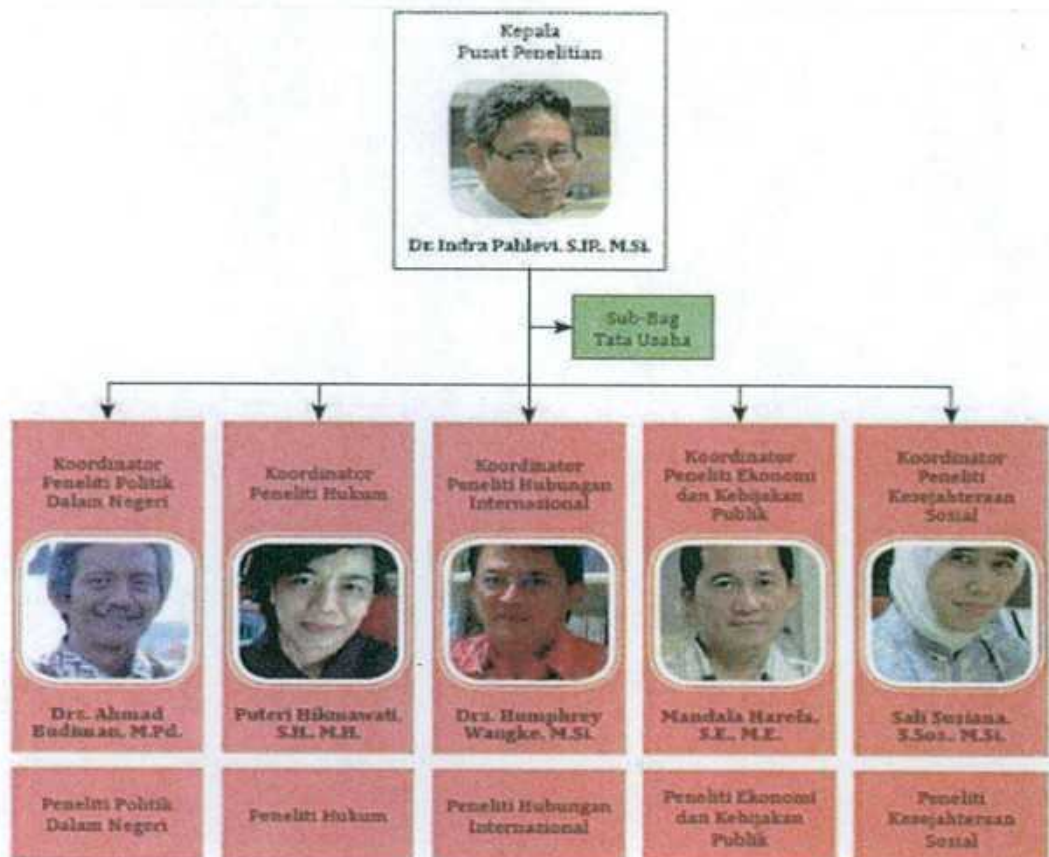 Kepala
Pusat Penelitian
Dr. Indra Pahlevi, S.IP., M.Si.
Sub-Bag
Tata Usaha
Koordinator
Peneliti Politik
Dalam Negeri
Koordinator
Peneliti Hukum
Koordinator
Peneliti Hubungan
Internasional
Koordinator
Peneliti Ekonomi
dan Kebijakan
Publik
Koordinator
Peneliti
Kesejahteraan
Sosial
Drs. Ahmad
Budiman, M.Pd.
Puteri Hikmawati,
S.H., M.H.
Drs. Humphrey
Wangke, M.Si.
Mandala Harefa,
S.E., M.E.
Sali Susiana,
S.Sos., M.Si.
Peneliti Politik
Dalam Negeri
Peneliti Hukum
Peneliti Hubungan
Internasional
Peneliti Ekonomi
dan Kebijakan
Publik
Peneliti
Kesejahteraan
Sosial